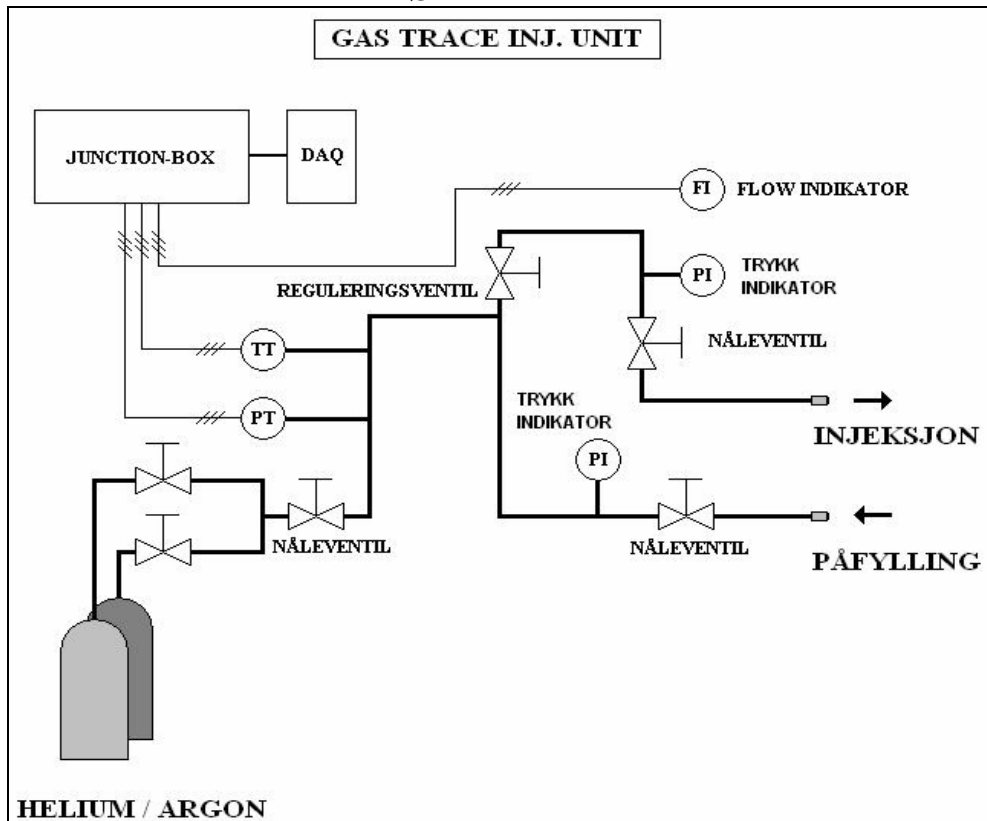 GAS TRACE INJ. UNIT
JUNCTION-BOX
DAQ
FI
FLOW INDIKATOR
PI
TRYKK
INDIKATOR
REGULERINGSVENTIL
NÅLEVENTIL
TT
TRYKK
INDIKATOR
PT
INJEKSJON
PI
NÅLEVENTIL
NÅLEVENTIL
PÅFYLLING
HELIUM / ARGON